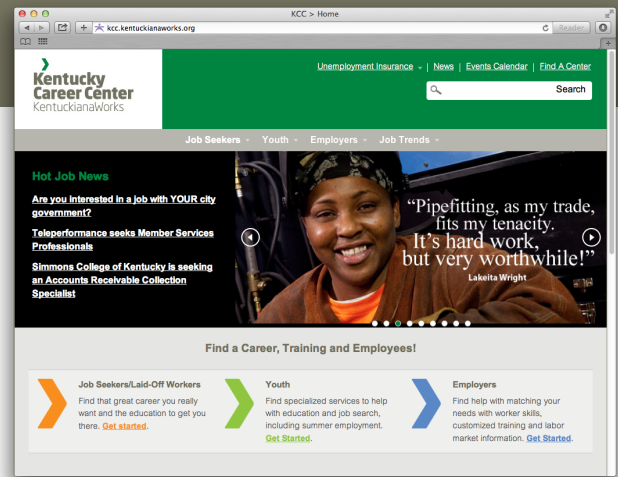 KCC > Home
kcc.kentuckianaworks.org
Reader
Kentucky
Career Center
KentuckianaWorks
Unemployment Insurance | News | Events Calendar | Find A Center
Search
Job Seekers Youth Employers Job Trends
Hot Job News
Are you interested in a job with YOUR city
government?
Teleperformance seeks Member Services
Professionals
Simmons College of Kentucky is seeking
an Accounts Receivable Collection
Specialist
“Pipefitting, as my trade,
fits my tenacity.
It’s hard work,
but very worthwhile!”
Lakeita Wright
Find a Career, Training and Employees!
Job Seekers/Laid-Off Workers
Find that great career you really
want and the education to get you
there. Get started.
Youth
Find specialized services to help
with education and job search,
including summer employment.
Get Started.
Employers
Find help with matching your
needs with worker skills,
customized training and labor
market information. Get Started.